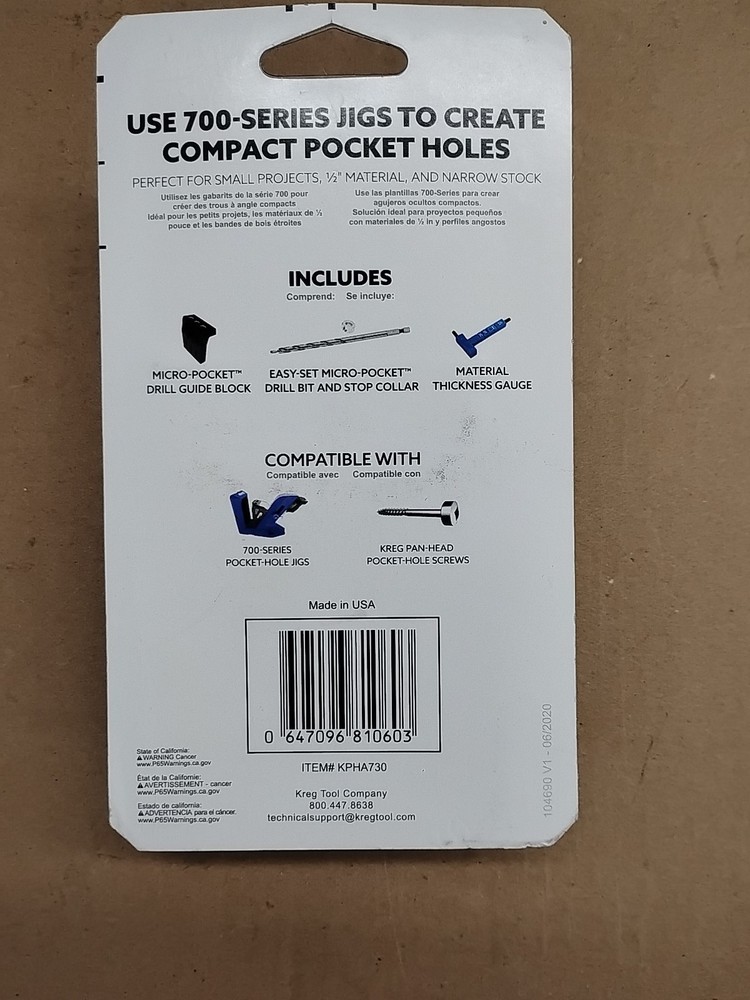 USE 700-SERIES JIGS TO CREATE
COMPACT POCKET HOLES
PERFECT FOR SMALL PROJECTS, ½" MATERIAL, AND NARROW STOCK
Utilisez les gabarits de la série 700 pour
créer des trous à angle compacts
Idéal pour les petits projets, les matériaux de ½
pouce et les bandes de bois étroites
Use las plantillas 700-Series para crear
agujeros ocultos compactos.
Solución ideal para proyectos pequeños
con materiales de ½ in y perfiles angostos
INCLUDES
Comprend: Se incluye:
MICRO-POCKET™
DRILL GUIDE BLOCK
EASY-SET MICRO-POCKET™
DRILL BIT AND STOP COLLAR
MATERIAL
THICKNESS GAUGE
COMPATIBLE WITH
Compatible avec Compatible con
700-SERIES
POCKET-HOLE JIGS
KREG PAN-HEAD
POCKET-HOLE SCREWS
Made in USA
0 647096 810603
ITEM# KPHA730
Kreg Tool Company
800.447.8638
technicalsupport@kregtool.com
State of California:
⚠WARNING Cancer
www.P65Warnings.ca.gov
État de la Californie:
⚠AVERTISSEMENT - cancer
www.P65Warnings.ca.gov
Estado de california:
⚠ADVERTENCIA para el cáncer.
www.P65Warnings.ca.gov
104690 V1 - 06/2020